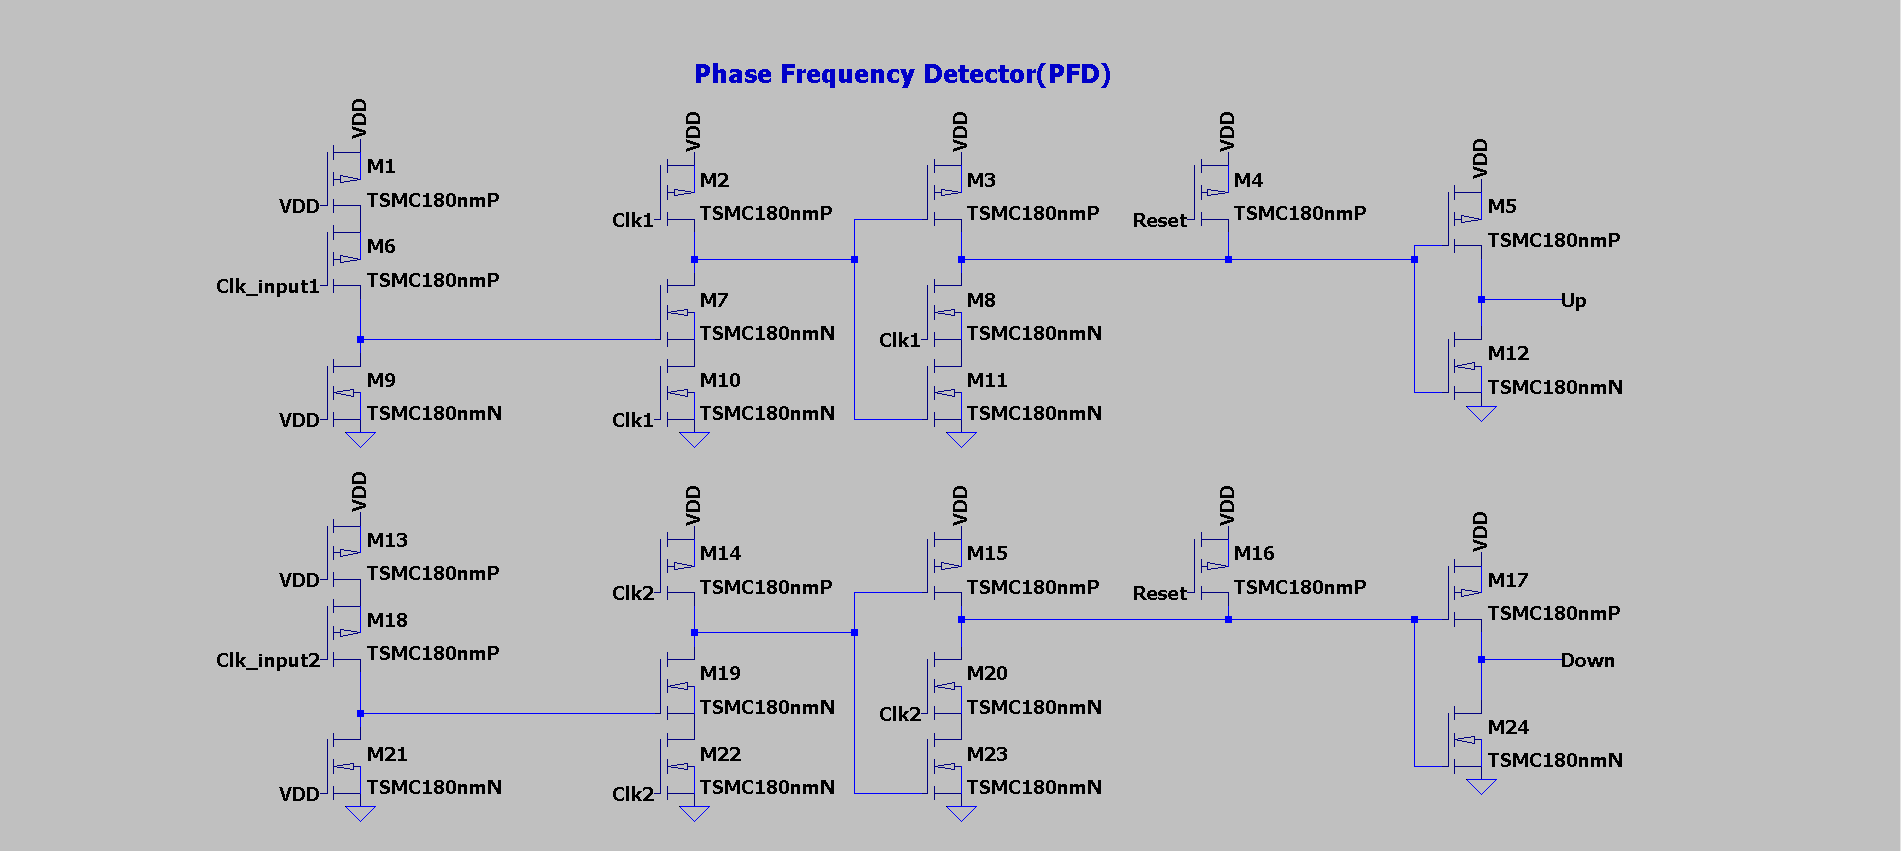 Phase Frequency Detector(PFD)
VDD
VDD
VDD
VDD
VDD
M1
TSMC180nmP
VDD
M2
TSMC180nmP
Clk1
M3
TSMC180nmP
M4
TSMC180nmP
Reset
M5
TSMC180nmP
M6
TSMC180nmP
Clk_input1
M7
TSMC180nmN
M8
TSMC180nmN
Clk1
Up
M9
TSMC180nmN
VDD
M10
TSMC180nmN
Clk1
M11
TSMC180nmN
M12
TSMC180nmN
VDD
VDD
VDD
VDD
VDD
M13
TSMC180nmP
VDD
M14
TSMC180nmP
Clk2
M15
TSMC180nmP
M16
TSMC180nmP
Reset
M17
TSMC180nmP
M18
TSMC180nmP
Clk_input2
M19
TSMC180nmN
M20
TSMC180nmN
Clk2
Down
M21
TSMC180nmN
VDD
M22
TSMC180nmN
Clk2
M23
TSMC180nmN
M24
TSMC180nmN